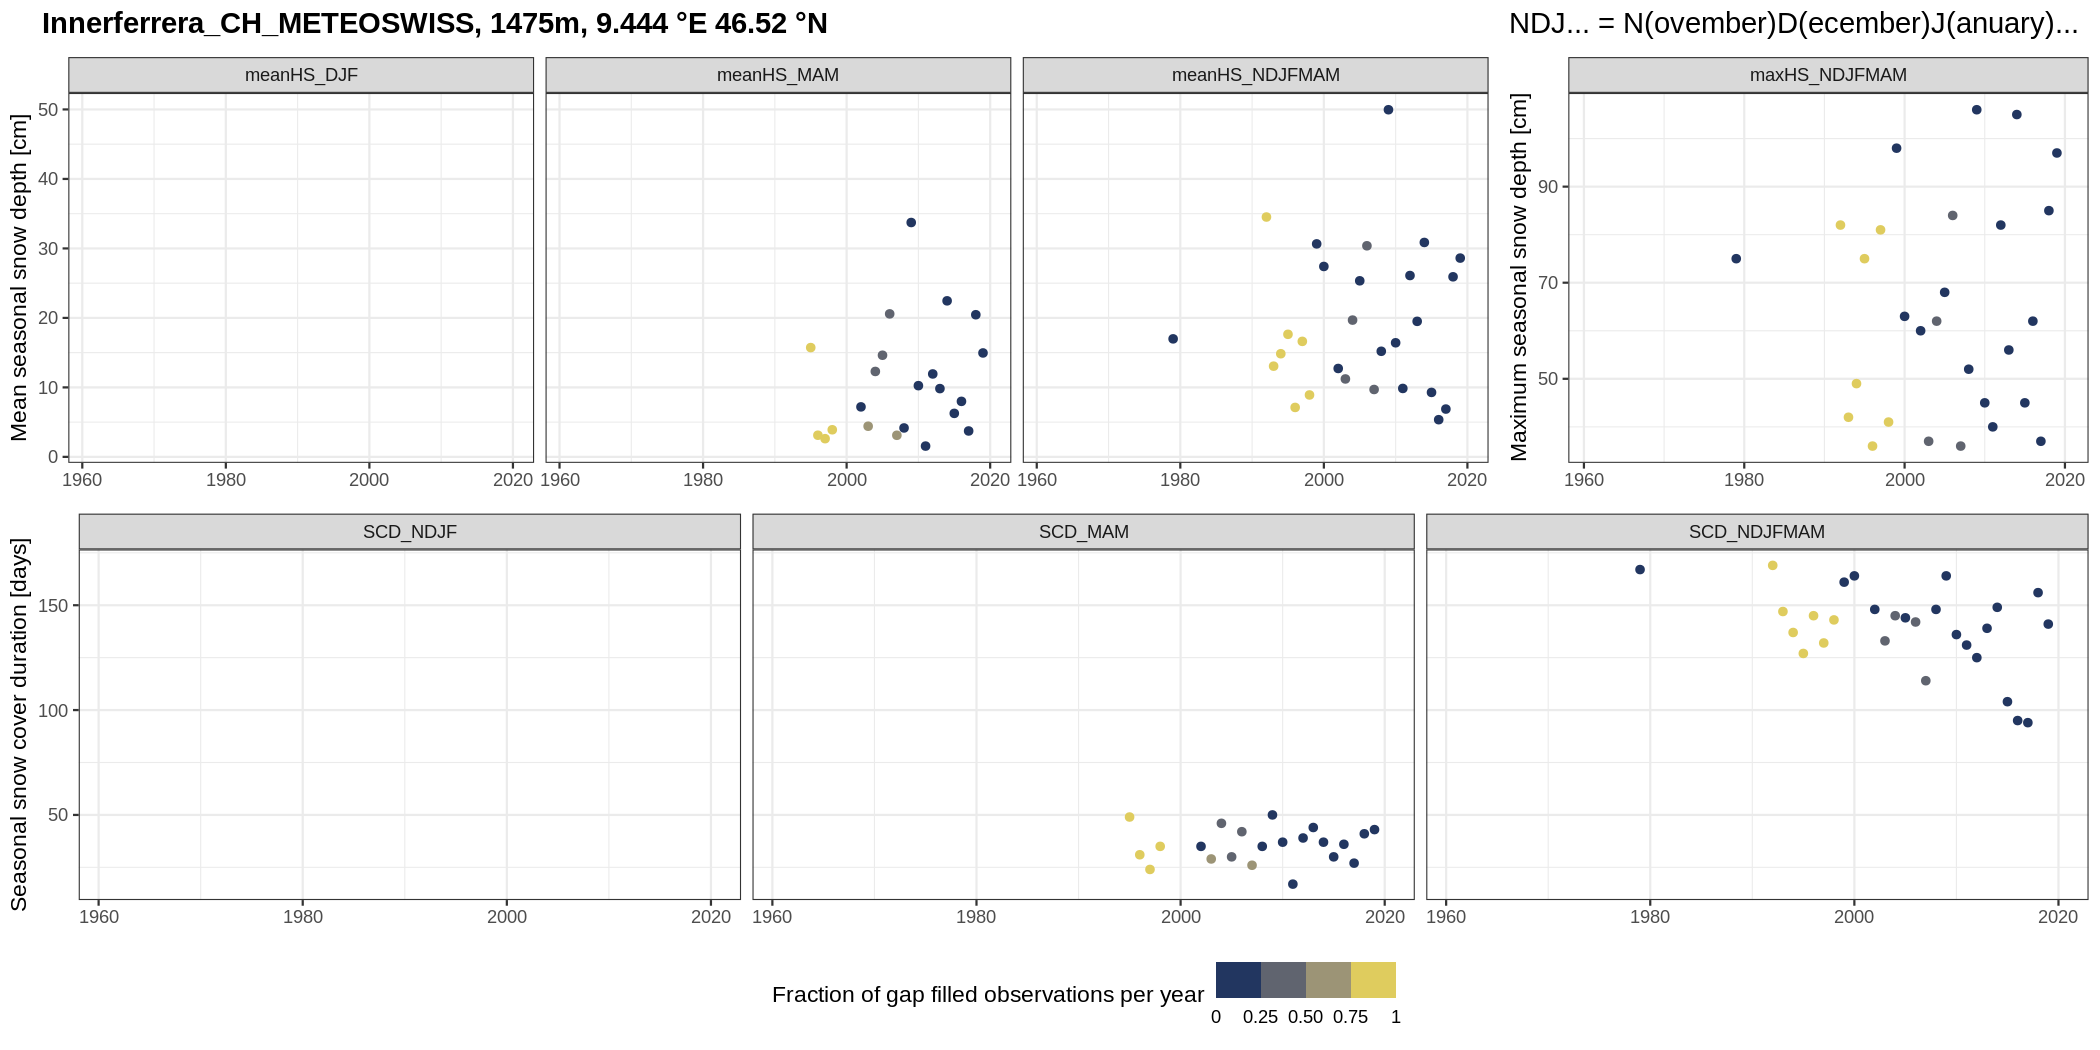 Innerferrera_CH_METEOSWISS, 1475m, 9.444 °E 46.52 °N
NDJ... = N(ovember)D(ecember)J(anuary)...
meanHS_DJF
meanHS_MAM
meanHS_NDJFMAM
maxHS_NDJFMAM
Mean seasonal snow depth [cm]
50
40
30
20
10
0
1960 1980 2000 2020
1960 1980 2000 2020
1960 1980 2000 2020
Maximum seasonal snow depth [cm]
90
70
50
1960 1980 2000 2020
SCD_NDJF
SCD_MAM
SCD_NDJFMAM
Seasonal snow cover duration [days]
150
100
50
1960 1980 2000 2020
1960 1980 2000 2020
1960 1980 2000 2020
Fraction of gap filled observations per year
0 0.25 0.50 0.75 1